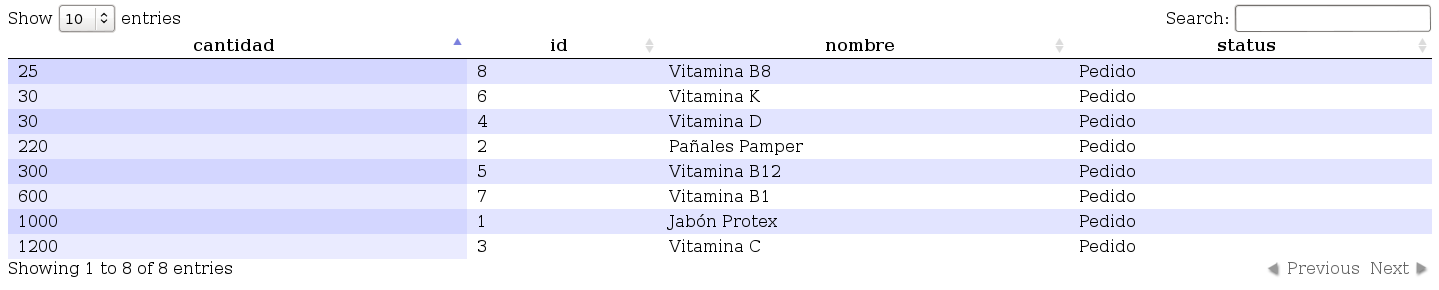 Show 10 entries Search:
cantidad id nombre status
25 8 Vitamina B8 Pedido
30 6 Vitamina K Pedido
30 4 Vitamina D Pedido
220 2 Pañales Pamper Pedido
300 5 Vitamina B12 Pedido
600 7 Vitamina B1 Pedido
1000 1 Jabón Protex Pedido
1200 3 Vitamina C Pedido
Showing 1 to 8 of 8 entries Previous Next